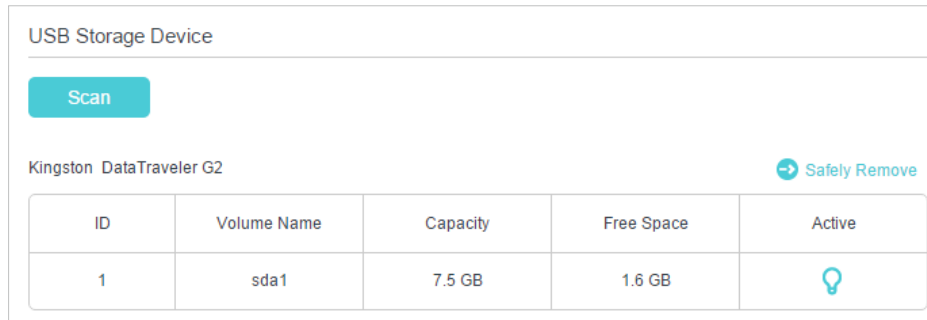 USB Storage Device
Scan
Kingston DataTraveler G2 Safely Remove
ID Volume Name Capacity Free Space Active
1 sda1 7.5 GB 1.6 GB